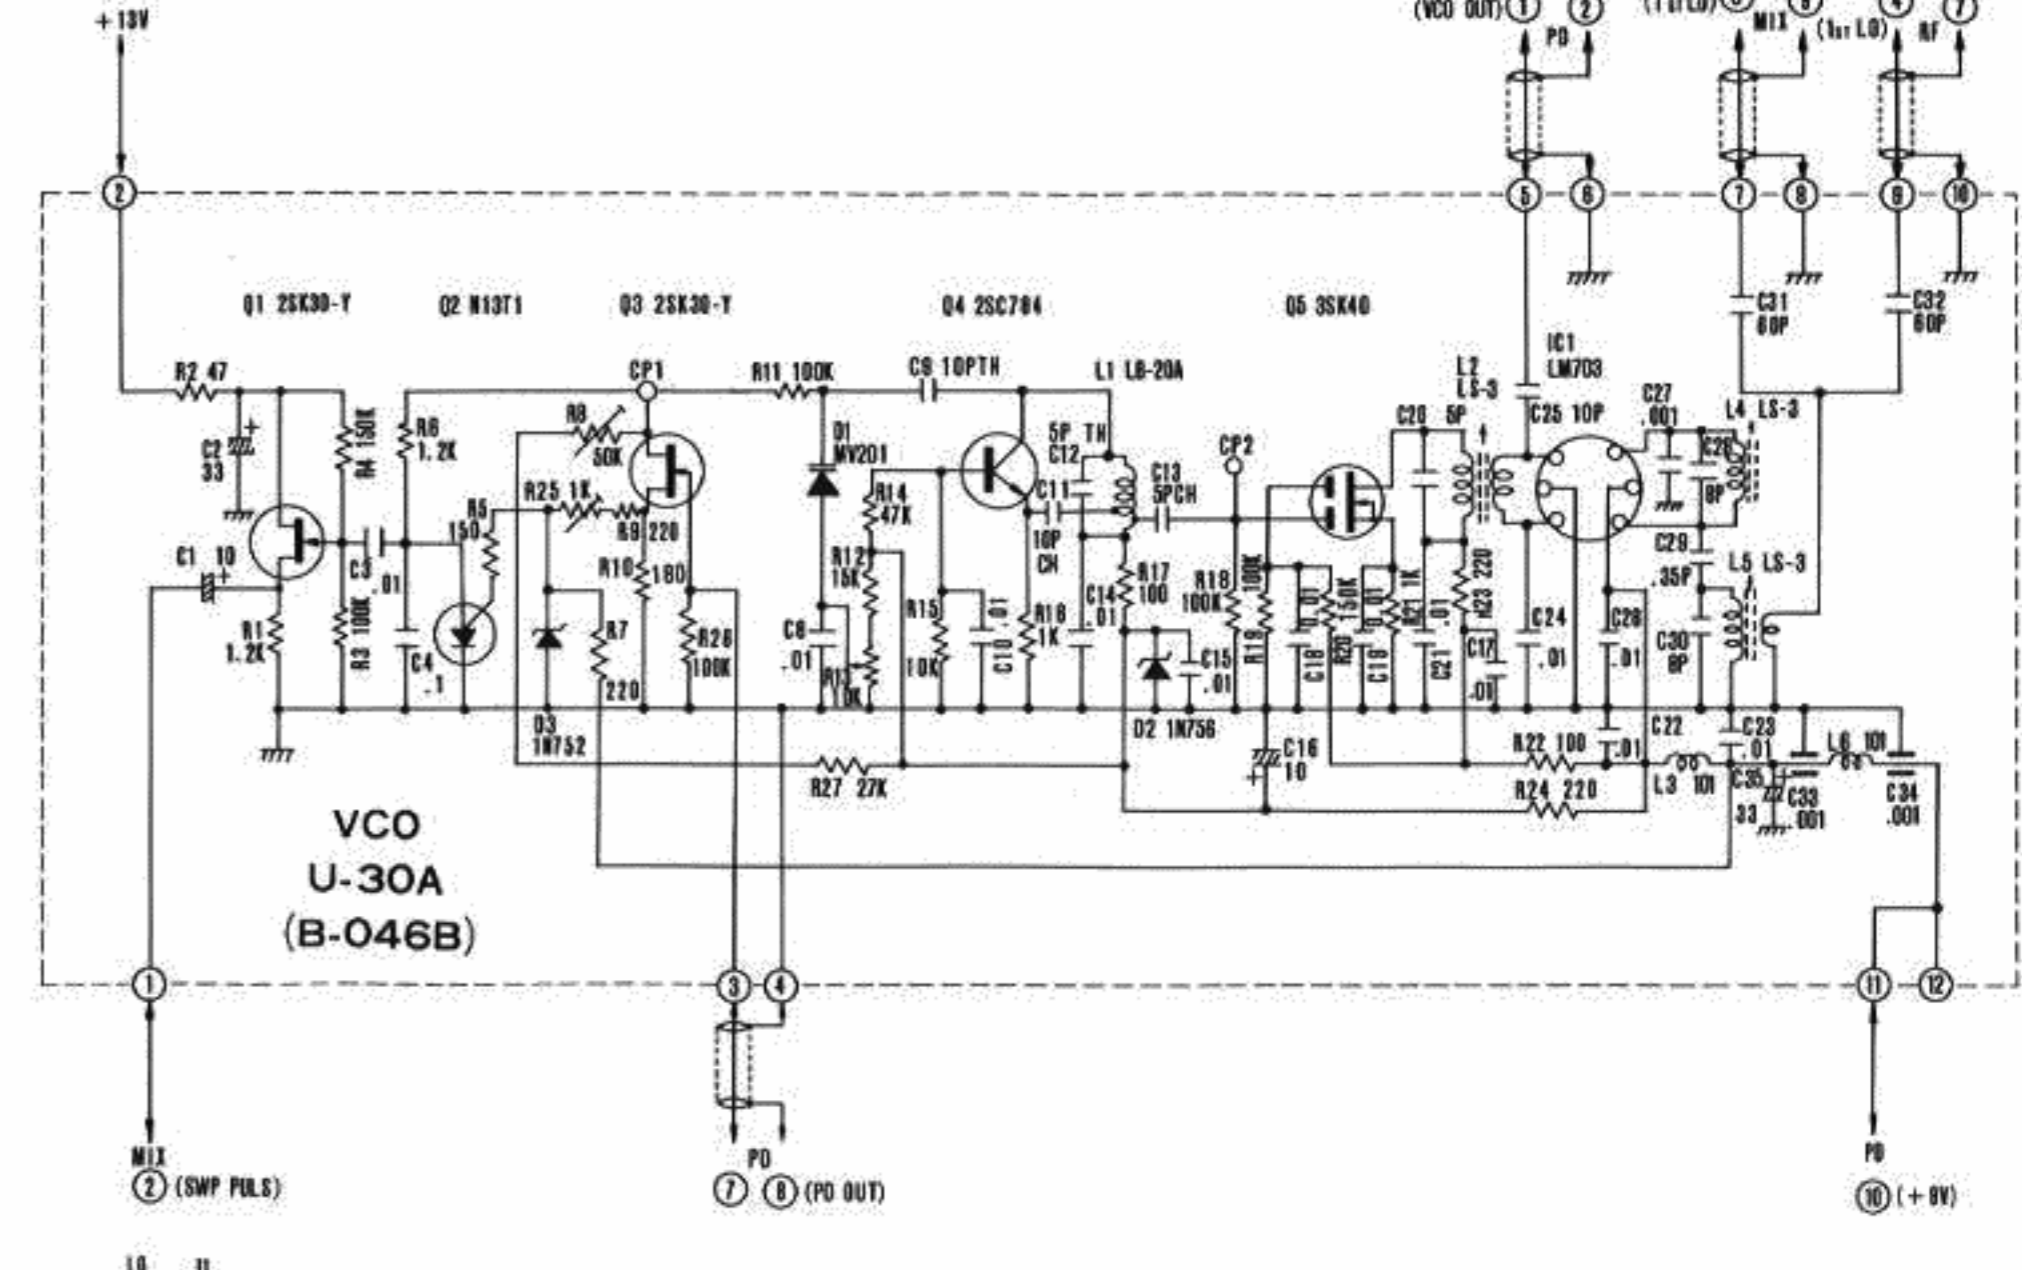 +13V
(VCO OUT) 1 2
PD
MIX
(1ST LO)
4 7
RF
2 5 6 7 8 9 10
Q1 2SK30-Y
Q2 N13T1
Q3 2SK30-Y
Q4 2SC784
Q5 3SK40
IC1
LM703
C31
60P
C32
60P
R2 47
CP1
R11 100K
C9 10PTH
L1 LB-20A
L2
LS-3
C27
.001
L4 LS-3
C2
33
R4 150K
R6
1.2K
R8
50K
D1
MV201
5P TH
C12
CP2
C20
5P
C25 10P
C28
8P
R5
150
R25 1K
R9 220
R14
47K
C11
10P
CH
C13
5PCH
C1 10
C3
.01
R10 180
R12
15K
R17
100
C14
.01
R18
100K
100K
R19
0.01
C18
150K
R20
0.01
C19
R21 1K
.01
C21
R23 220
C17
.01
C24
.01
C26
.01
C29
.35P
L5 LS-3
C30
8P
R1
1.2K
R3 100K
C4
.1
R7
220
R26
100K
C8
.01
R13
10K
R15
10K
C10 .01
R16
1K
C15
.01
D3
1N752
D2 1N756
C16
10
R27 27K
R22 100
R24 220
C22
.01
L3 101
C23
.01
L6 101
C35
33
C33
.001
C34
.001
VCO
U-30A
(B-046B)
1 3 4 11 12
MIX
2 (SWP PULS)
PD
7 8 (PD OUT)
PD
10 (+9V)